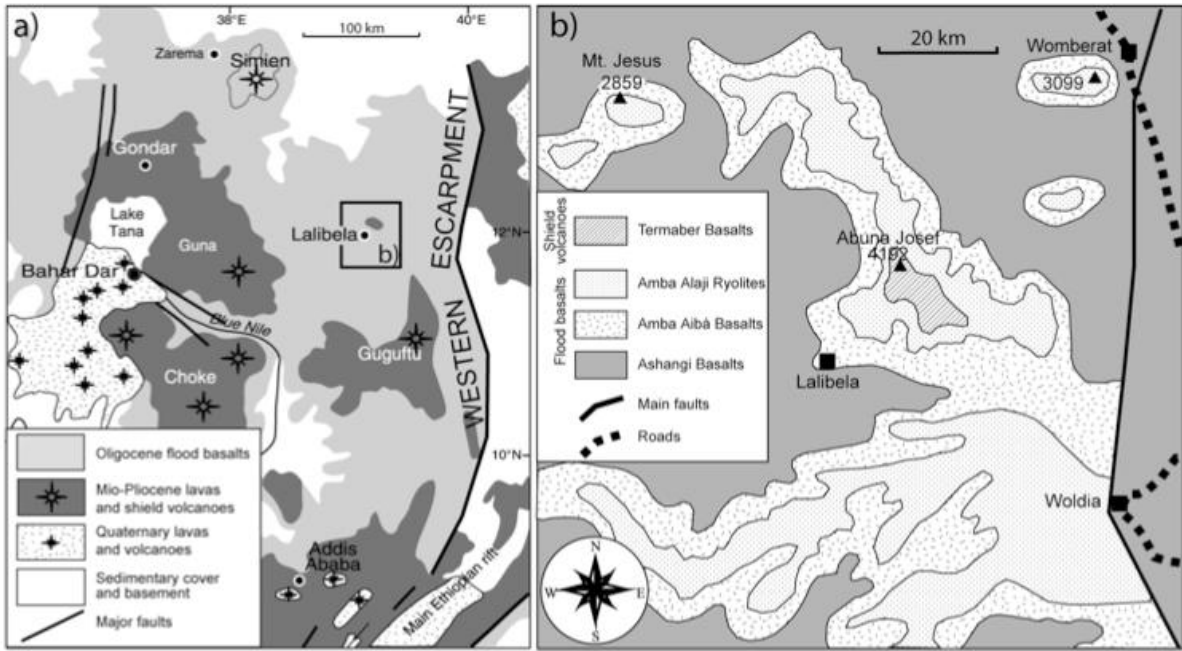 a)
38°E
40°E
100 km
Zarema
Simien
Gondar
Lake
Tana
Guna
Lalibela
b)
12°N
Bahar Dar
Blue Nile
WESTERN ESCARPMENT
Guguftu
Choke
10°N
Addis
Ababa
Main Ethiopian rift
Oligocene flood basalts
Mio-Pliocene lavas
and shield volcanoes
Quaternary lavas
and volcanoes
Sedimentary cover
and basement
Major faults
b)
20 km
Womberat
3099
Mt. Jesus
2859
Abuna Josef
4192
Lalibela
Woldia
Shield
volcanoes
Flood basalts
Termaber Basalts
Amba Alaji Ryolites
Amba Aibà Basalts
Ashangi Basalts
Main faults
Roads
N
W
E
S